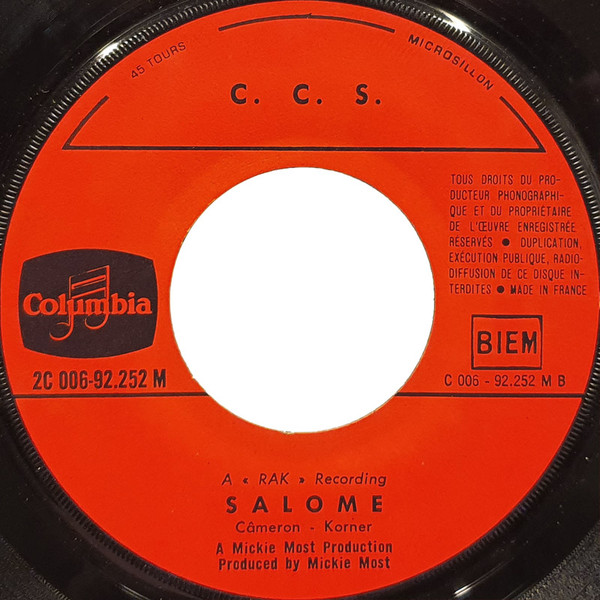 45 TOURS
MICROSILLON
C. C. S.
TOUS DROITS DU PRO-
DUCTEUR PHONOGRAPHI-
QUE ET DU PROPRIÉTAIRE
DE L'ŒUVRE ENREGISTRÉE
RÉSERVÉS ● DUPLICATION,
EXÉCUTION PUBLIQUE, RADIO-
DIFFUSION DE CE DISQUE IN-
TERDITES ● MADE IN FRANCE
Columbia
2C 006-92.252 M
BIEM
C 006 - 92.252 M B
A « RAK » Recording
SALOME
Câmeron - Korner
A Mickie Most Production
Produced by Mickie Most